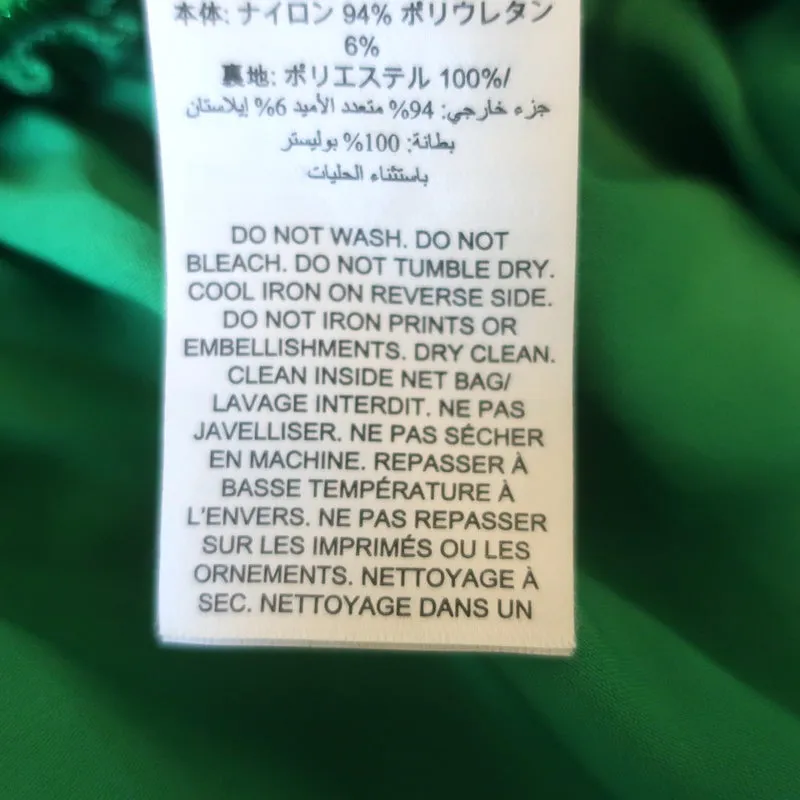 本体: ナイロン 94% ポリウレタン
6%
裏地: ポリエステル 100%/
جزء خارجي: 94% متعدد الأميد 6% إيلاستان
بطانة: 100% بوليستر
باستثناء الحليات
DO NOT WASH. DO NOT
BLEACH. DO NOT TUMBLE DRY.
COOL IRON ON REVERSE SIDE.
DO NOT IRON PRINTS OR
EMBELLISHMENTS. DRY CLEAN.
CLEAN INSIDE NET BAG/
LAVAGE INTERDIT. NE PAS
JAVELLISER. NE PAS SÉCHER
EN MACHINE. REPASSER À
BASSE TEMPÉRATURE À
L'ENVERS. NE PAS REPASSER
SUR LES IMPRIMÉS OU LES
ORNEMENTS. NETTOYAGE À
SEC. NETTOYAGE DANS UN